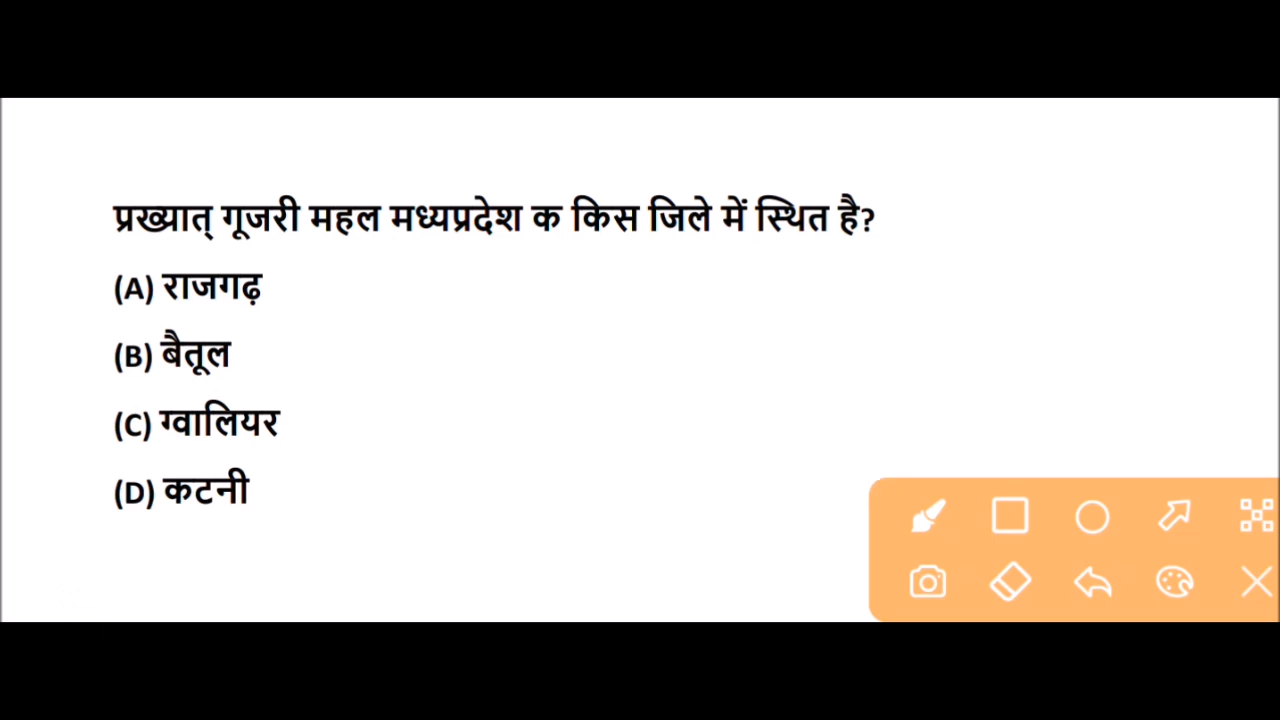 प्रख्यात् गूजरी महल मध्यप्रदेश क किस जिले में स्थित है?
(A) राजगढ़
(B) बैतूल
(C) ग्वालियर
(D) कटनी